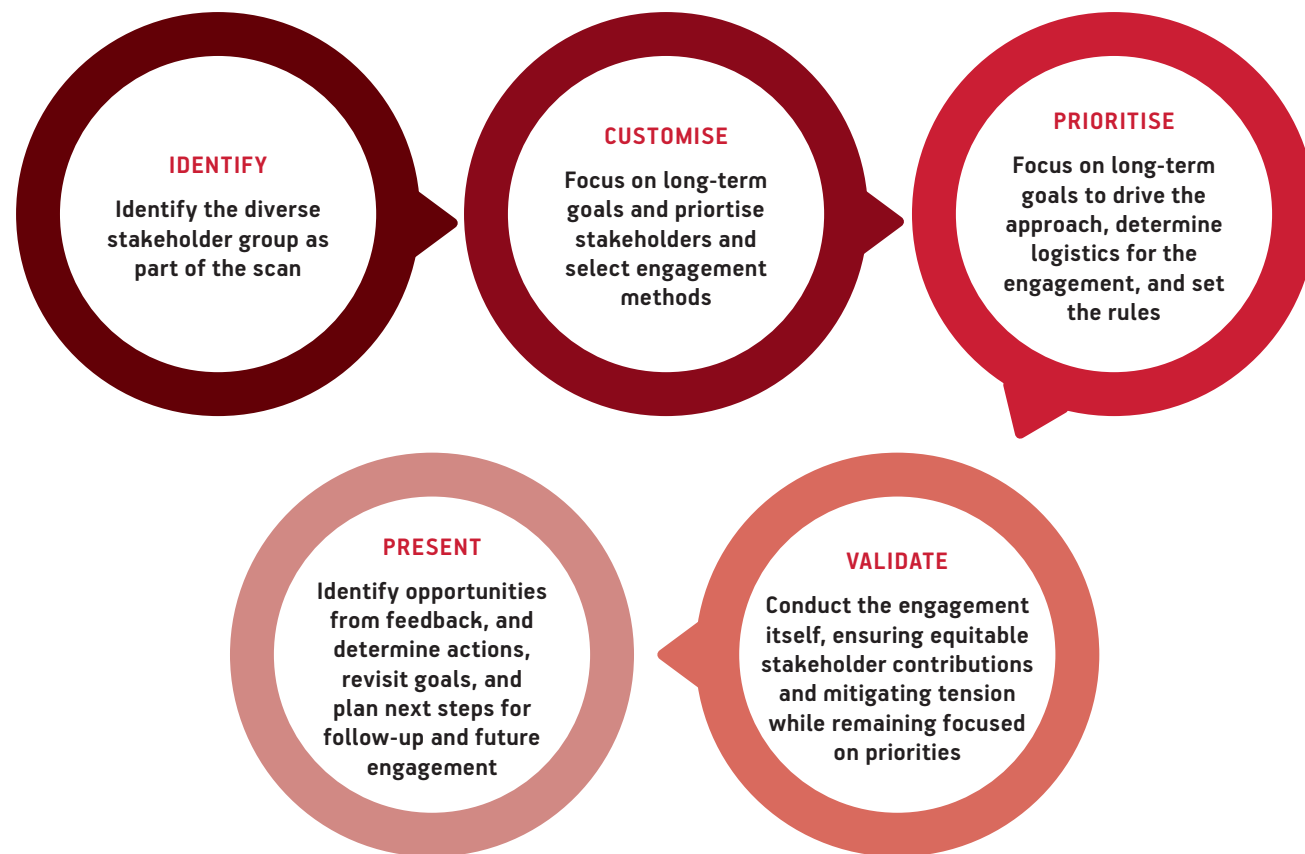 IDENTIFY
Identify the diverse
stakeholder group as
part of the scan
CUSTOMISE
Focus on long-term
goals and priortise
stakeholders and
select engagement
methods
PRIORITISE
Focus on long-term
goals to drive the
approach, determine
logistics for the
engagement, and set
the rules
VALIDATE
Conduct the engagement
itself, ensuring equitable
stakeholder contributions
and mitigating tension
while remaining focused
on priorities
PRESENT
Identify opportunities
from feedback, and
determine actions,
revisit goals, and
plan next steps for
follow-up and future
engagement